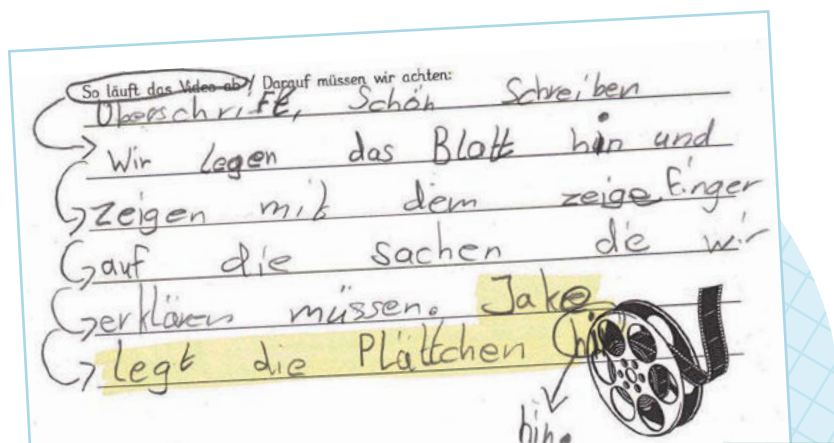 So läuft das Video ab / Darauf müssen wir achten:
Überschrift, Schön Schreiben
Wir legen das Blatt hin und
zeigen mit dem zeige Finger
auf die sachen die wir
erklären müssen. Jake
legt die Plättchen hin
hin.